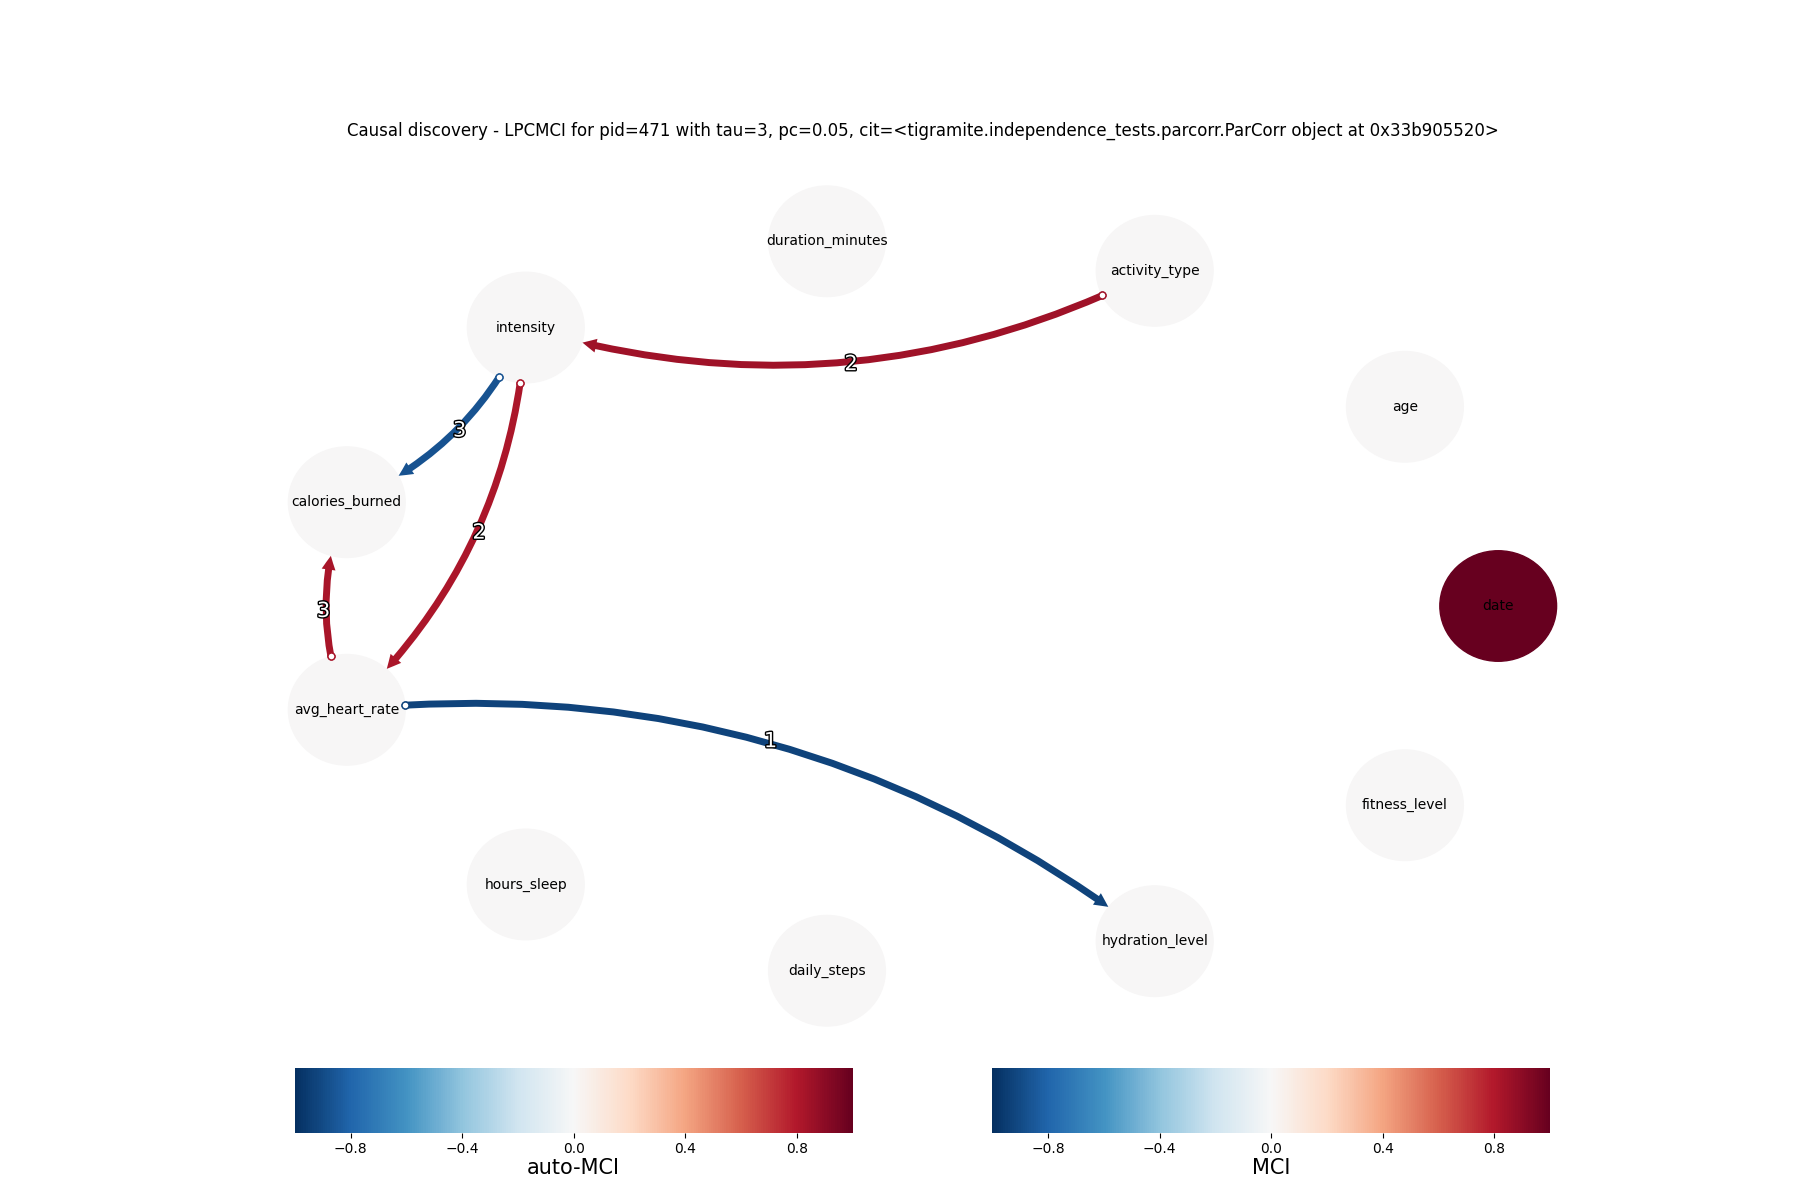 Causal discovery - LPCMCI for pid=471 with tau=3, pc=0.05, cit=<tigramite.independence_tests.parcorr.ParCorr object at 0x33b905520>
duration_minutes
activity_type
intensity
2
age
3
calories_burned
2
date
3
avg_heart_rate
1
fitness_level
hours_sleep
hydration_level
daily_steps
−0.8 −0.4 0.0 0.4 0.8
auto-MCI
−0.8 −0.4 0.0 0.4 0.8
MCI